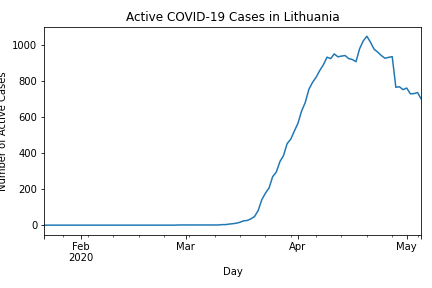 Active COVID-19 Cases in Lithuania
Number of Active Cases
1000
800
600
400
200
0
Feb
2020
Mar
Apr
May
Day